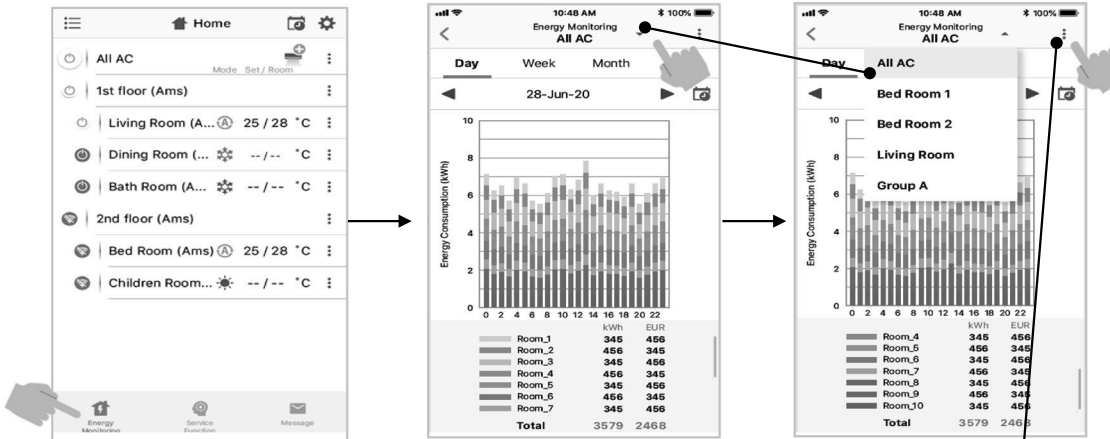 Home
All AC
Mode Set / Room
1st floor (Ams)
Living Room (A... A 25 / 28 °C
Dining Room (... -- / -- °C
Bath Room (A... -- / -- °C
2nd floor (Ams)
Bed Room (Ams) A 25 / 28 °C
Children Room... -- / -- °C
Energy Monitoring
Service Function
Message
10:48 AM 100%
Energy Monitoring
All AC
Day Week Month
28-Jun-20
Energy Consumption (kWh)
10
8
6
4
2
0
0 2 4 6 8 10 12 14 16 18 20 22
kWh EUR
Room_1 345 456
Room_2 456 345
Room_3 345 456
Room_4 456 345
Room_5 345 456
Room_6 456 345
Room_7 345 456
Total 3579 2468
10:48 AM 100%
Energy Monitoring
All AC
Day
All AC
Bed Room 1
Bed Room 2
Living Room
Group A
Energy Consumption (kWh)
10
8
6
4
2
0
0 2 4 6 8 10 12 14 16 18 20 22
kWh EUR
Room_4 345 456
Room_5 456 345
Room_6 345 456
Room_7 456 345
Room_8 345 456
Room_9 456 345
Room_10 345 456
Total 3579 2468